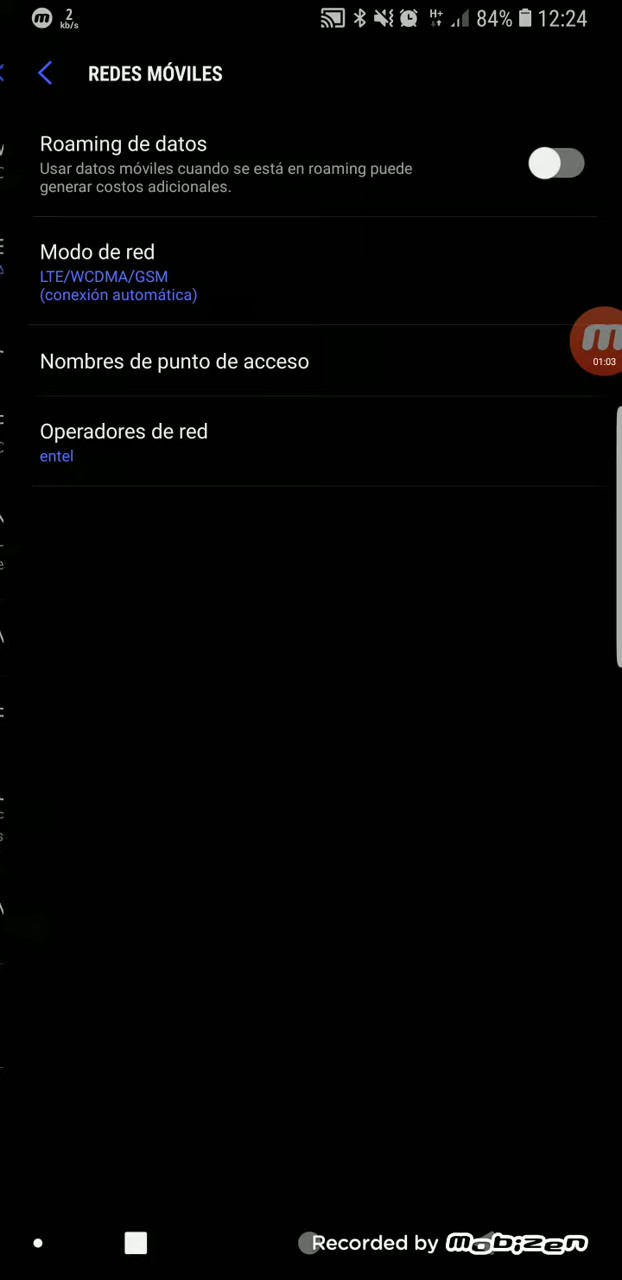 m 2 kb/s H+ 84% 12:24
REDES MÓVILES
Roaming de datos
Usar datos móviles cuando se está en roaming puede
generar costos adicionales.
Modo de red
LTE/WCDMA/GSM
(conexión automática)
m
01:03
Nombres de punto de acceso
Operadores de red
entel
Recorded by mobizen